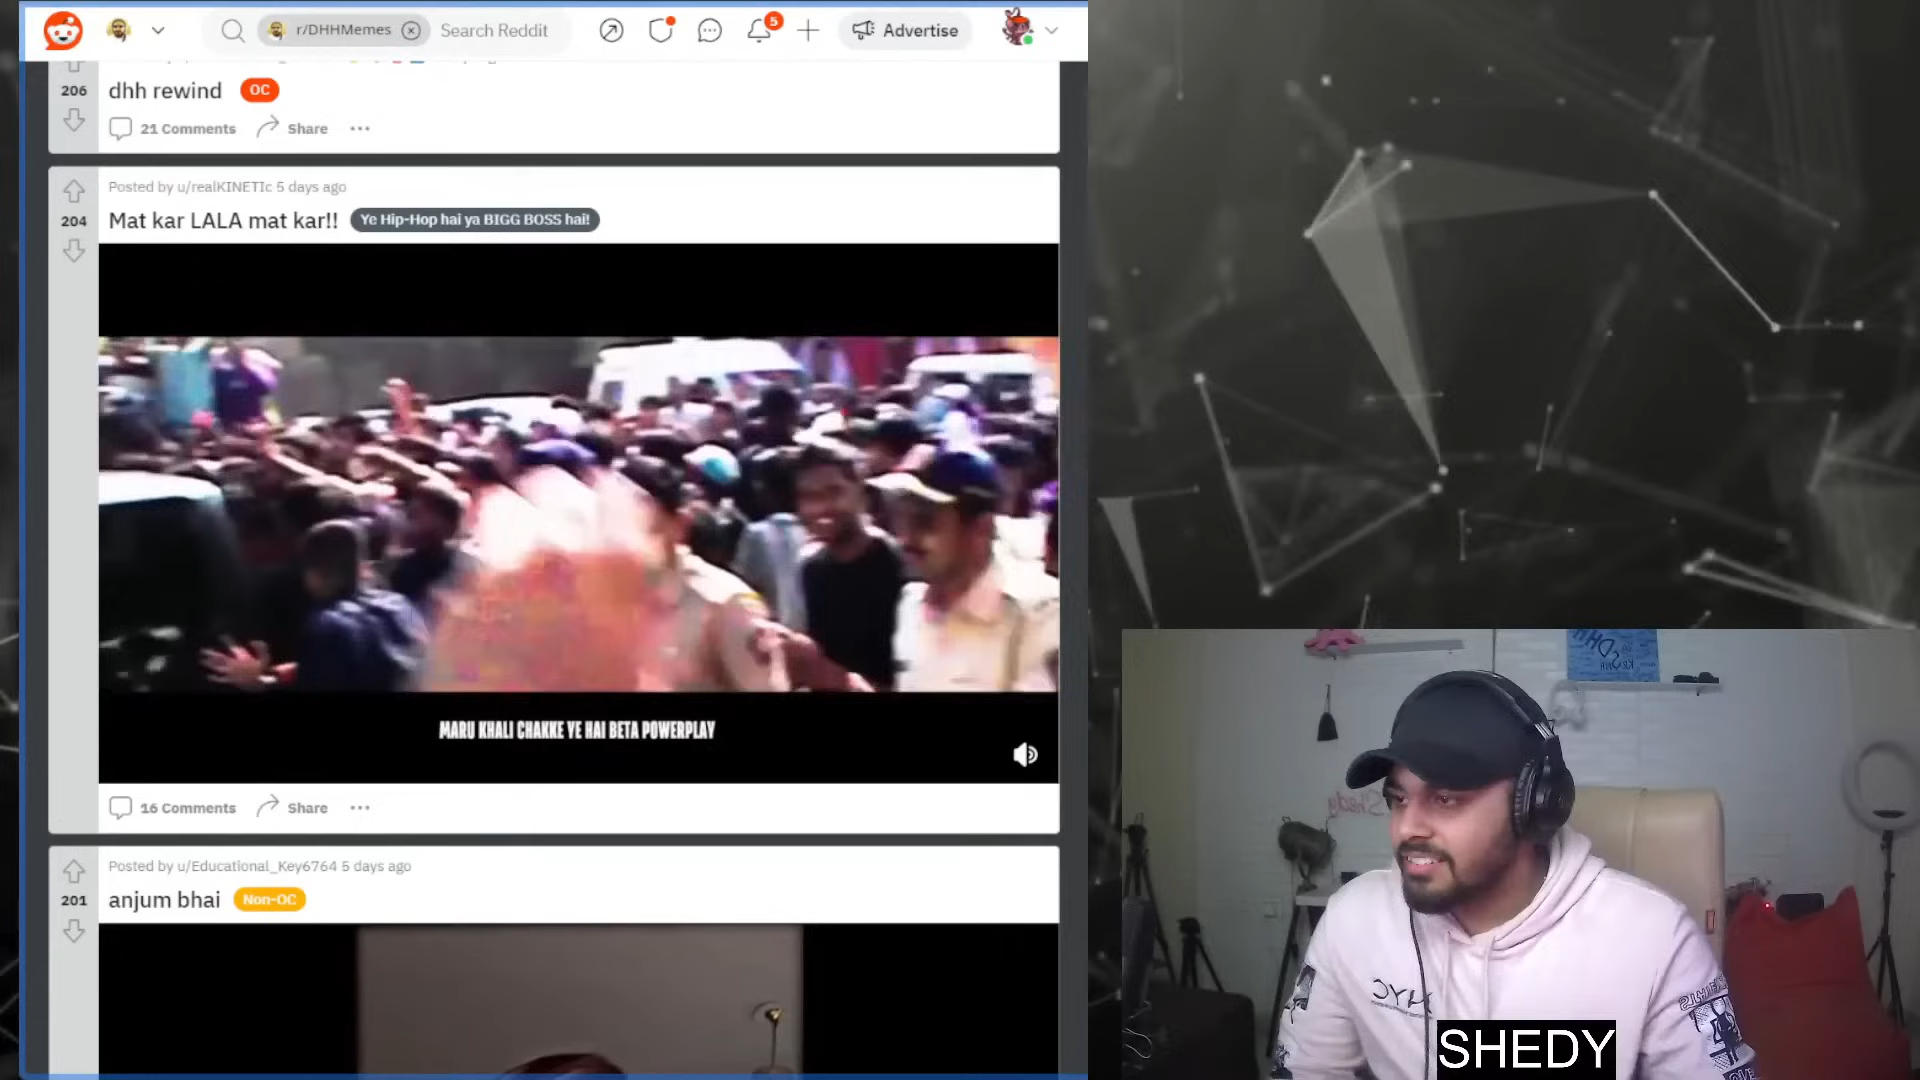 r/DHHMemes
Search Reddit
5
Advertise
206
dhh rewind
OC
21 Comments
Share
Posted by u/realKINETIc 5 days ago
204
Mat kar LALA mat kar!!
Ye Hip-Hop hai ya BIGG BOSS hai!
MARU KHALI CHAKKE YE HAI BETA POWERPLAY
16 Comments
Share
Posted by u/Educational_Key6764 5 days ago
201
anjum bhai
Non-OC
DHH
Shedy
SHEDY